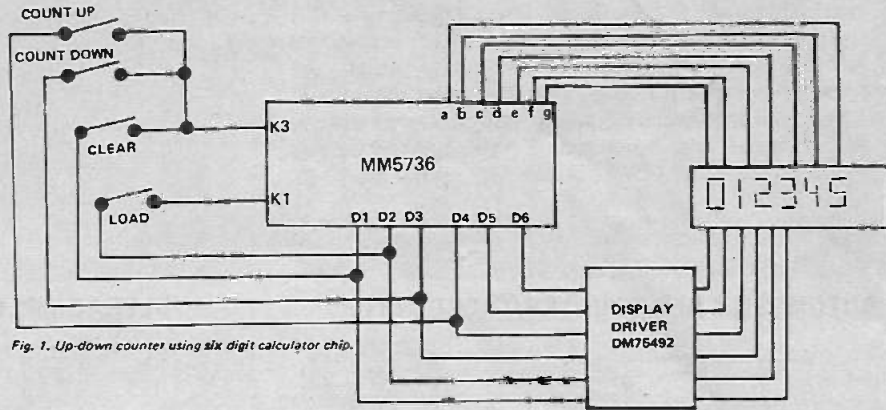 COUNT UP
COUNT DOWN
CLEAR
LOAD
K3
K1
MM5736
a b c d e f g
D1 D2 D3 D4 D5 D6
012345
DISPLAY
DRIVER
DM75492
Fig. 1. Up-down counter using six digit calculator chip.